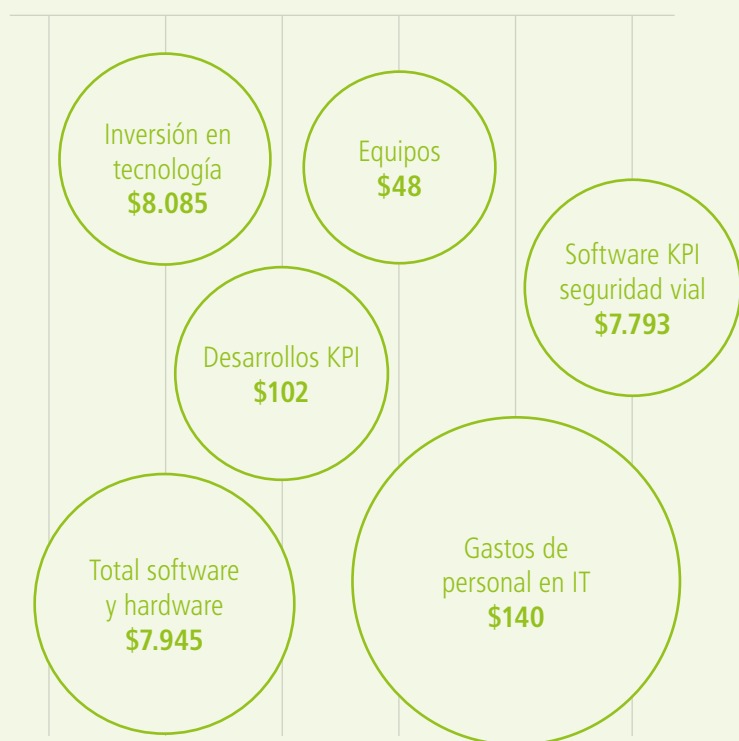 Inversión en
tecnología
$8.085
Equipos
$48
Software KPI
seguridad vial
$7.793
Desarrollos KPI
$102
Total software
y hardware
$7.945
Gastos de
personal en IT
$140